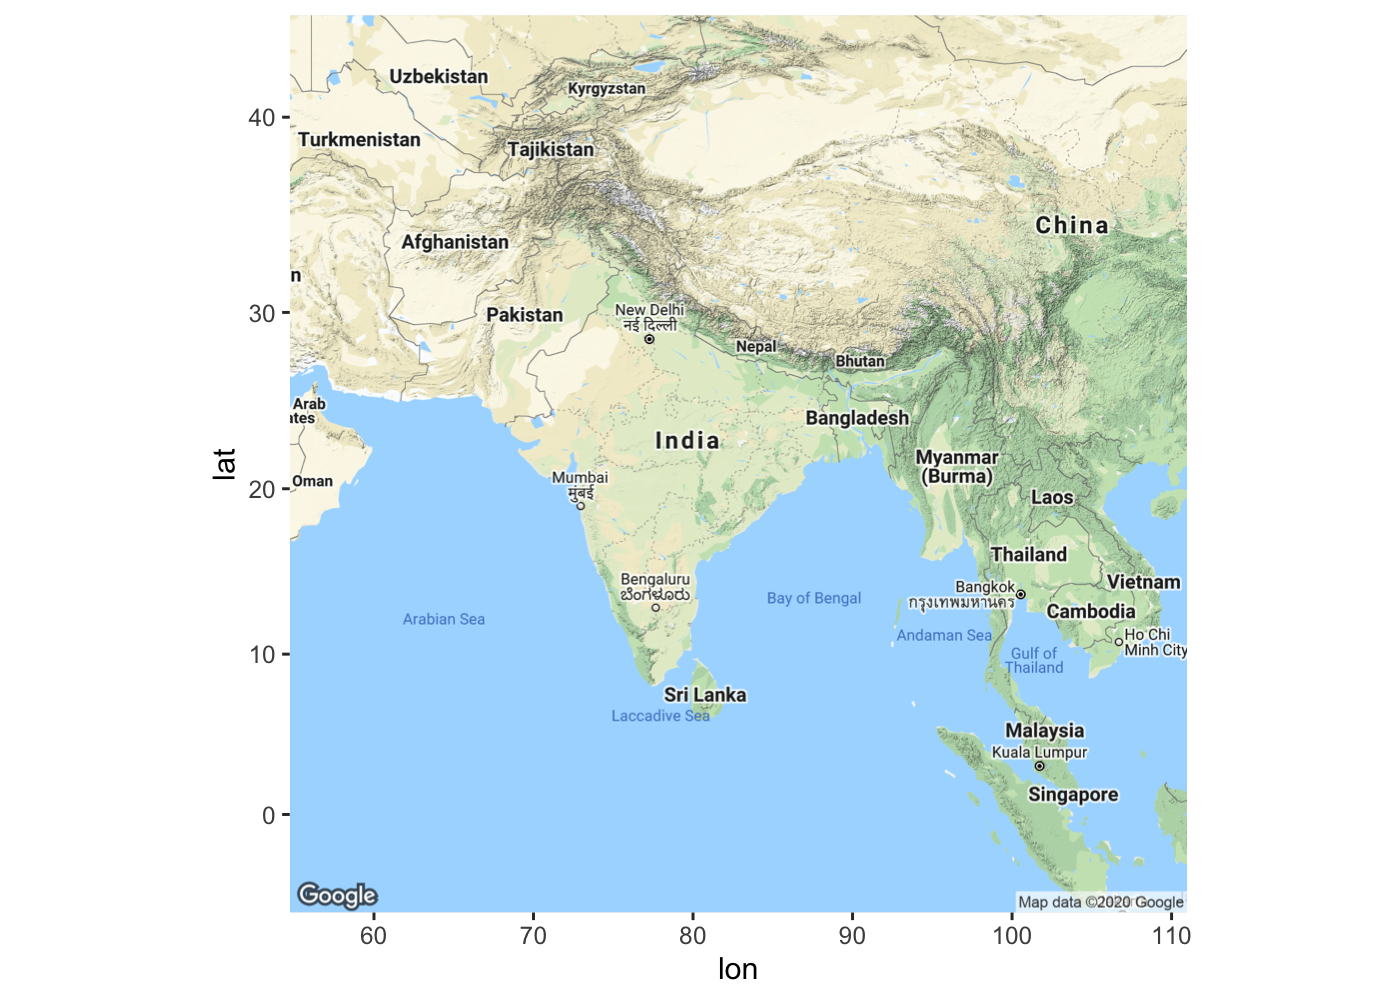 Uzbekistan
Kyrgyzstan
40
Turkmenistan
Tajikistan
China
Afghanistan
n
30
Pakistan
New Delhi
नई दिल्ली
Nepal
Bhutan
Arab
ates
Bangladesh
India
lat
Myanmar
(Burma)
Mumbai
मुंबई
Oman
20
Laos
Thailand
Bengaluru
ಬೆಂಗಳೂರು
Vietnam
Bangkok
กรุงเทพมหานคร
Bay of Bengal
Cambodia
Arabian Sea
Andaman Sea
Ho Chi
Minh City
10
Gulf of
Thailand
Sri Lanka
Laccadive Sea
Malaysia
Kuala Lumpur
Singapore
0
Google
Map data ©2020 Google
60 70 80 90 100 110
lon